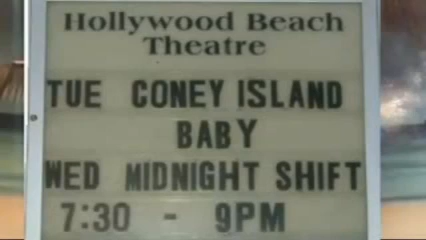 Hollywood Beach
Theatre
TUE CONEY ISLAND
BABY
WED MIDNIGHT SHIFT
7:30 - 9PM